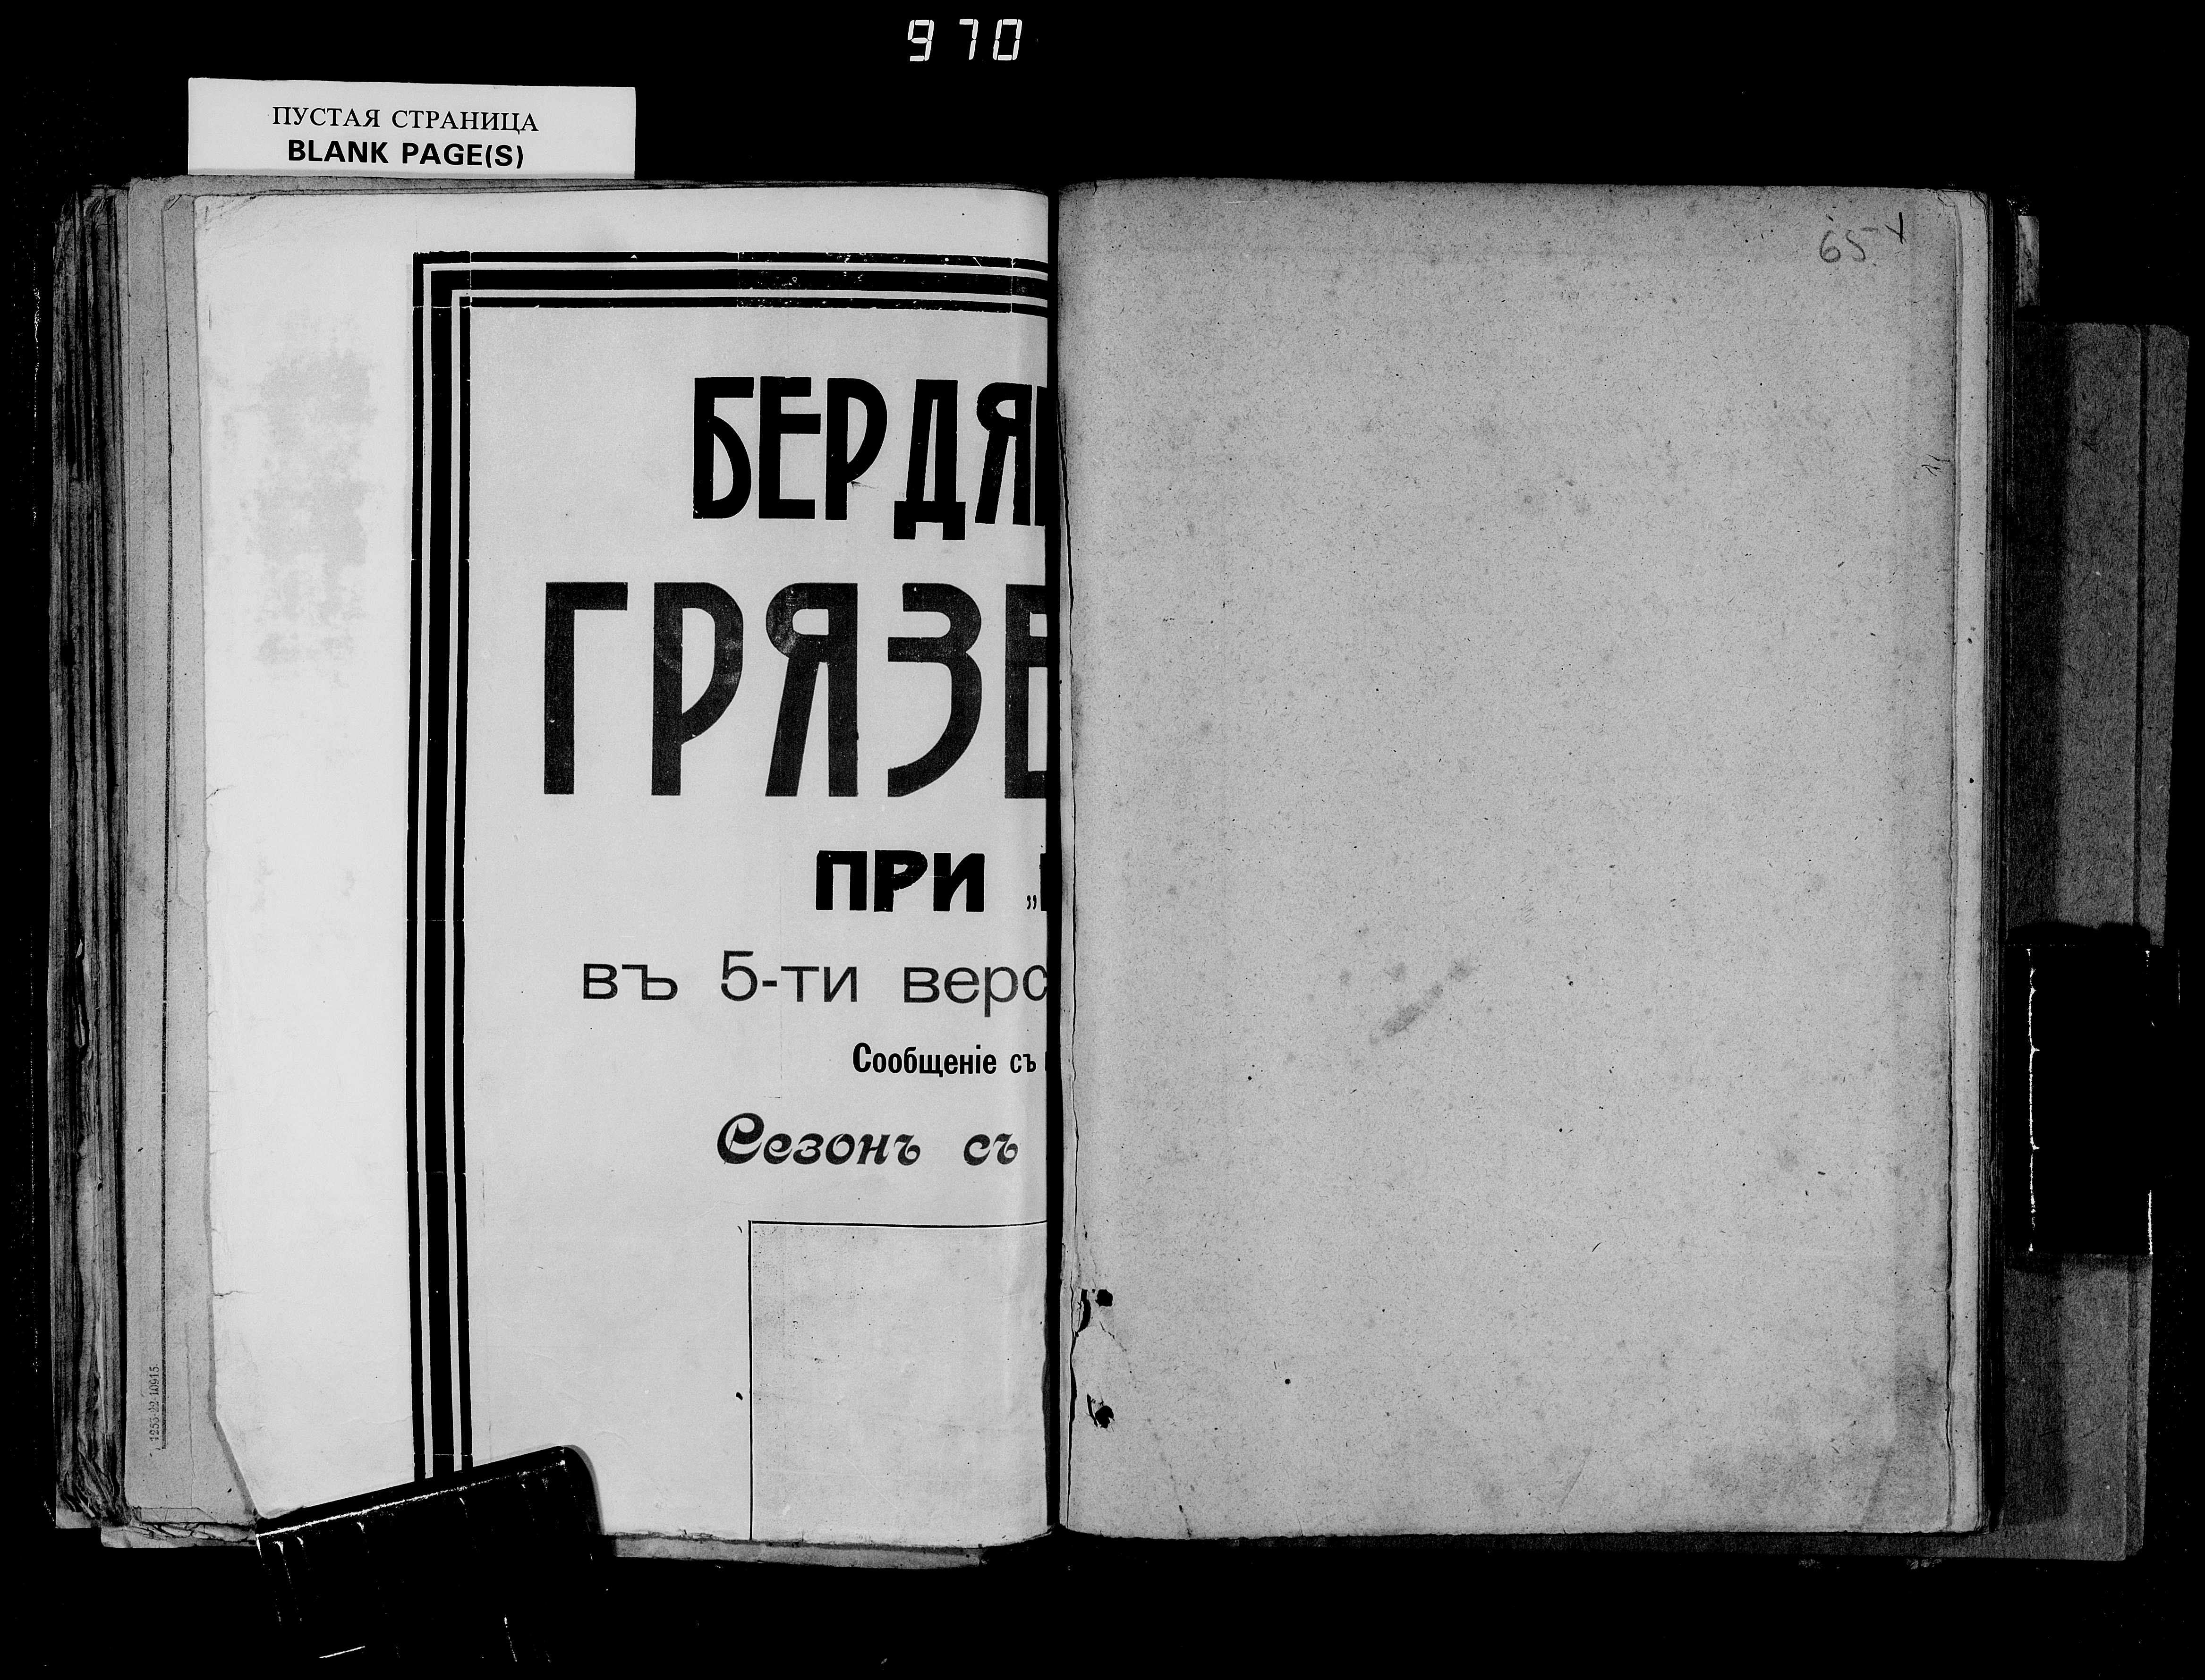 970
ПУСТАЯ СТРАНИЦА
BLANK PAGE(S)
65
БЕРДЯ
ГРЯЗЕ
ПРИ „
въ 5-ти верс
Сообщеніе съ
Сезонъ съ